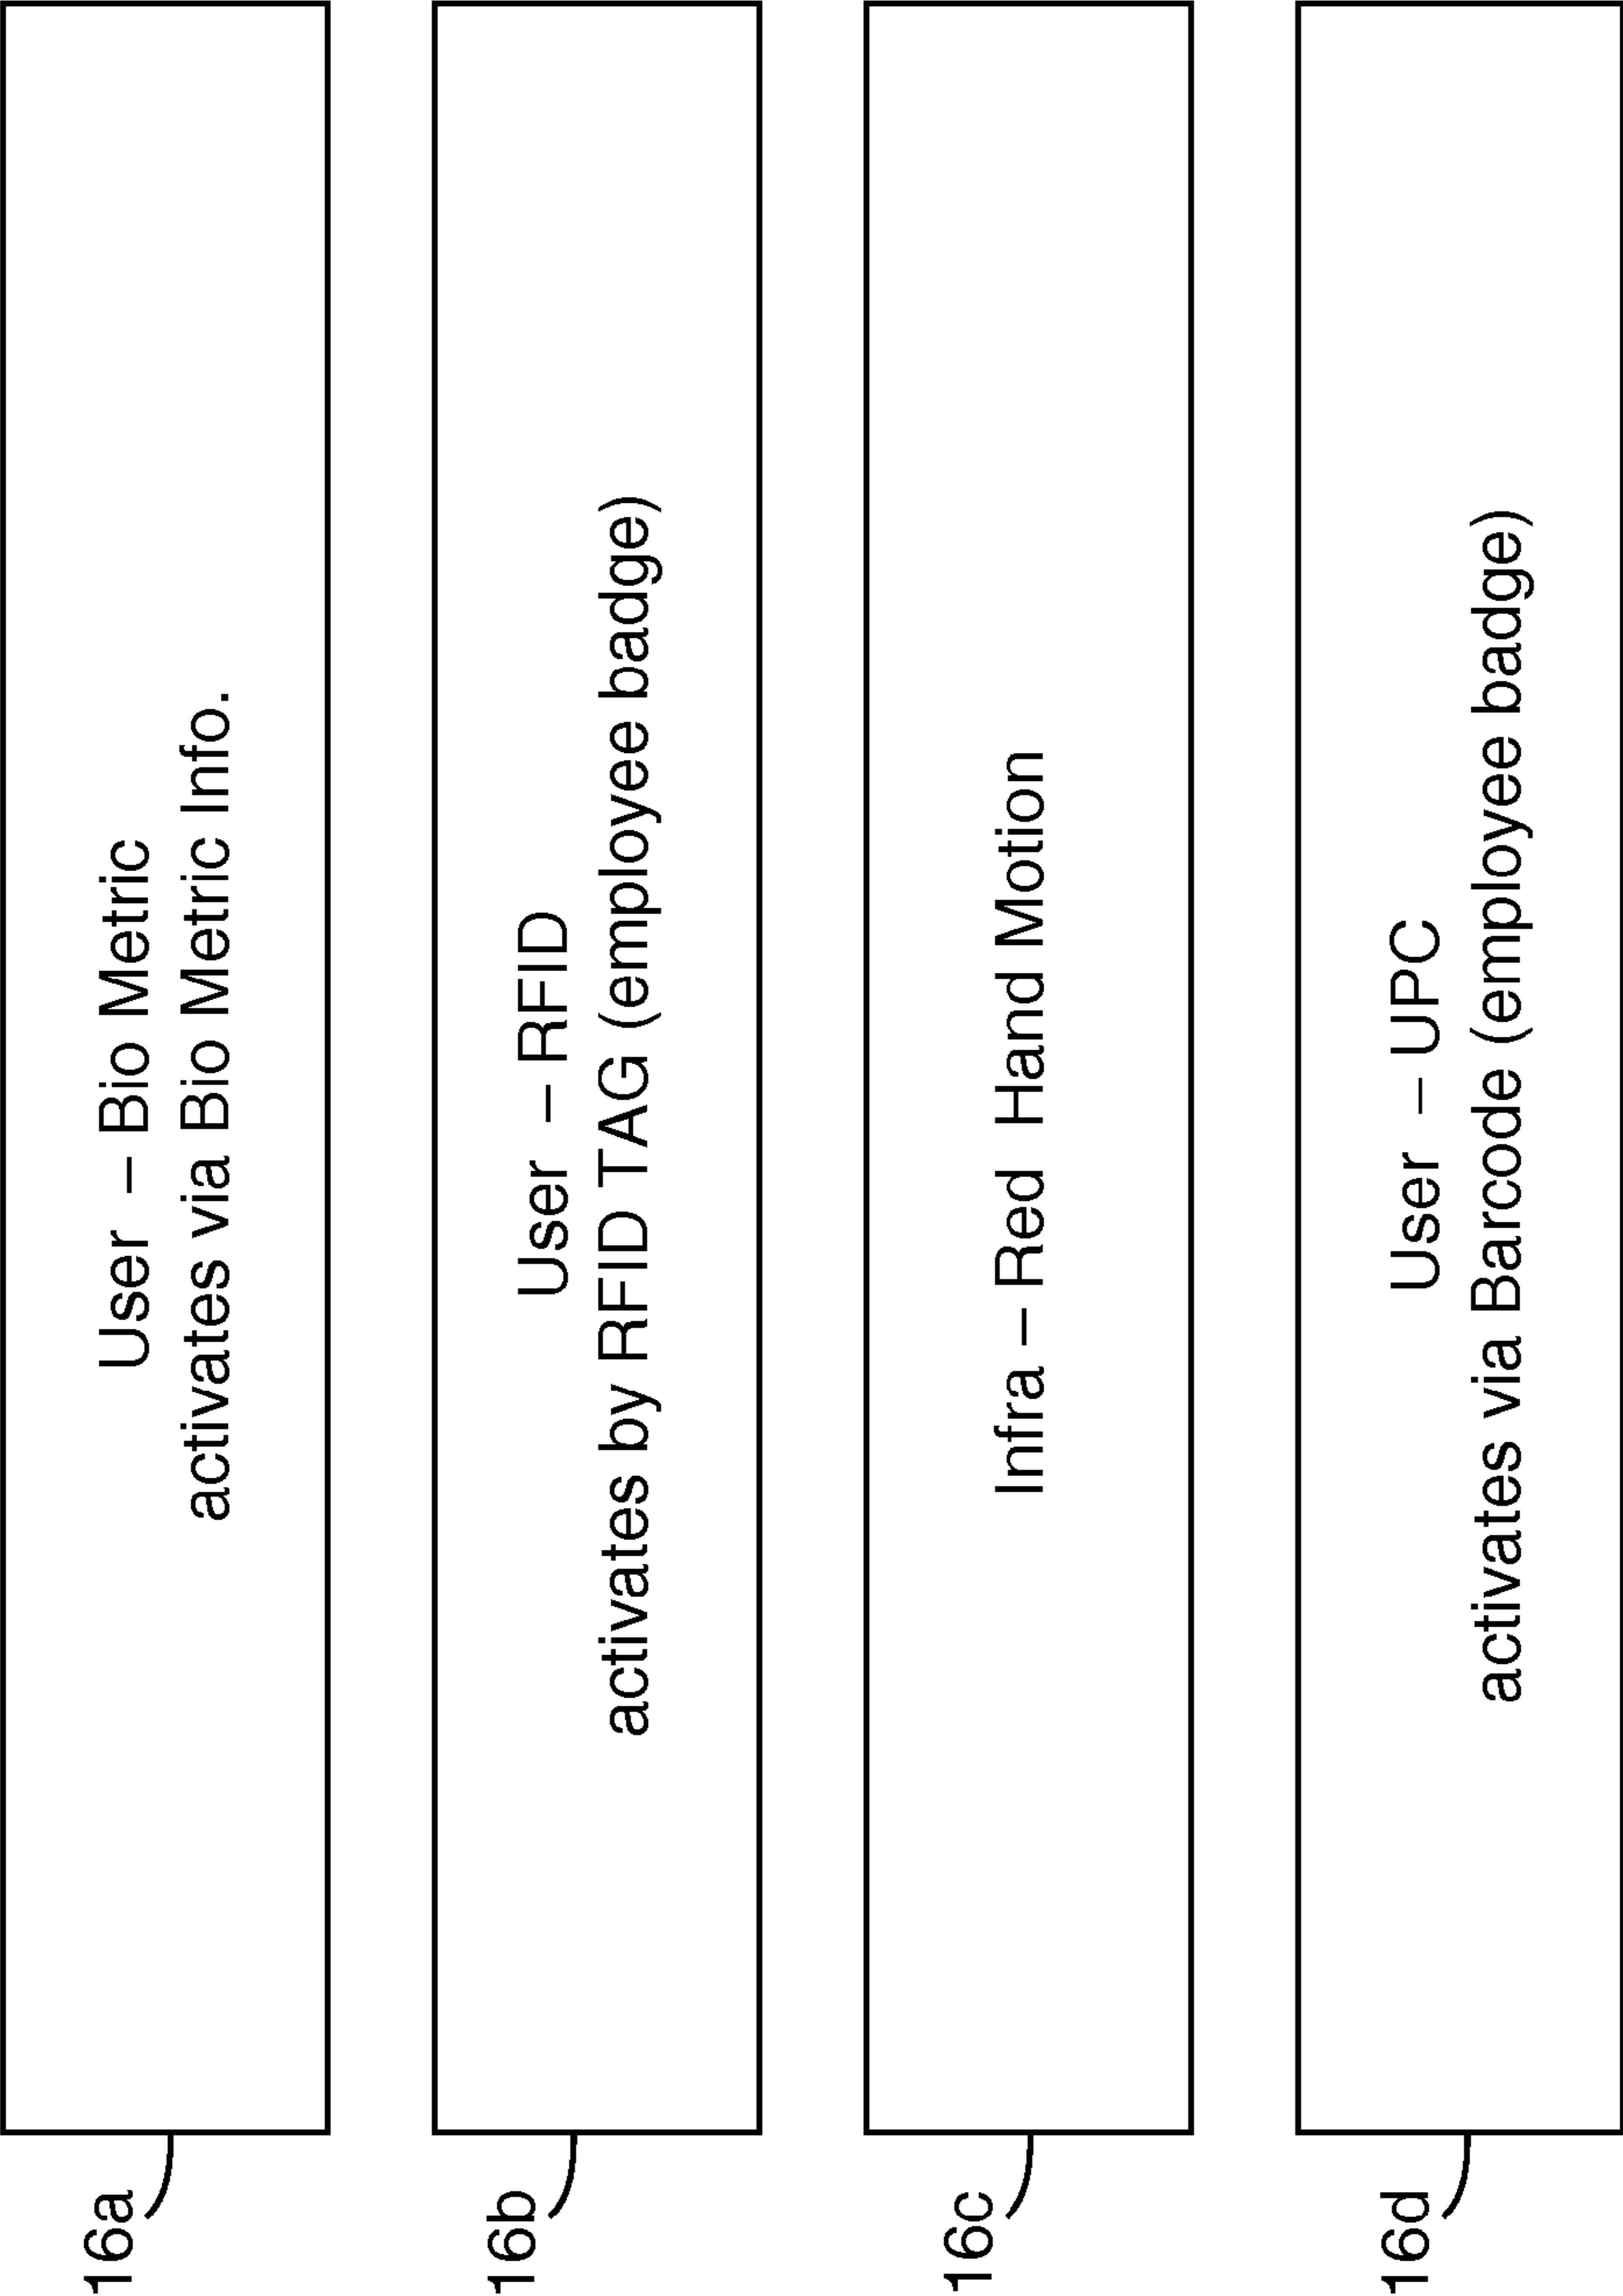 16a
User – Bio Metric
activates via Bio Metric Info.
16b
User – RFID
activates by RFID TAG (employee badge)
16c
Infra – Red Hand Motion
16d
User – UPC
activates via Barcode (employee badge)